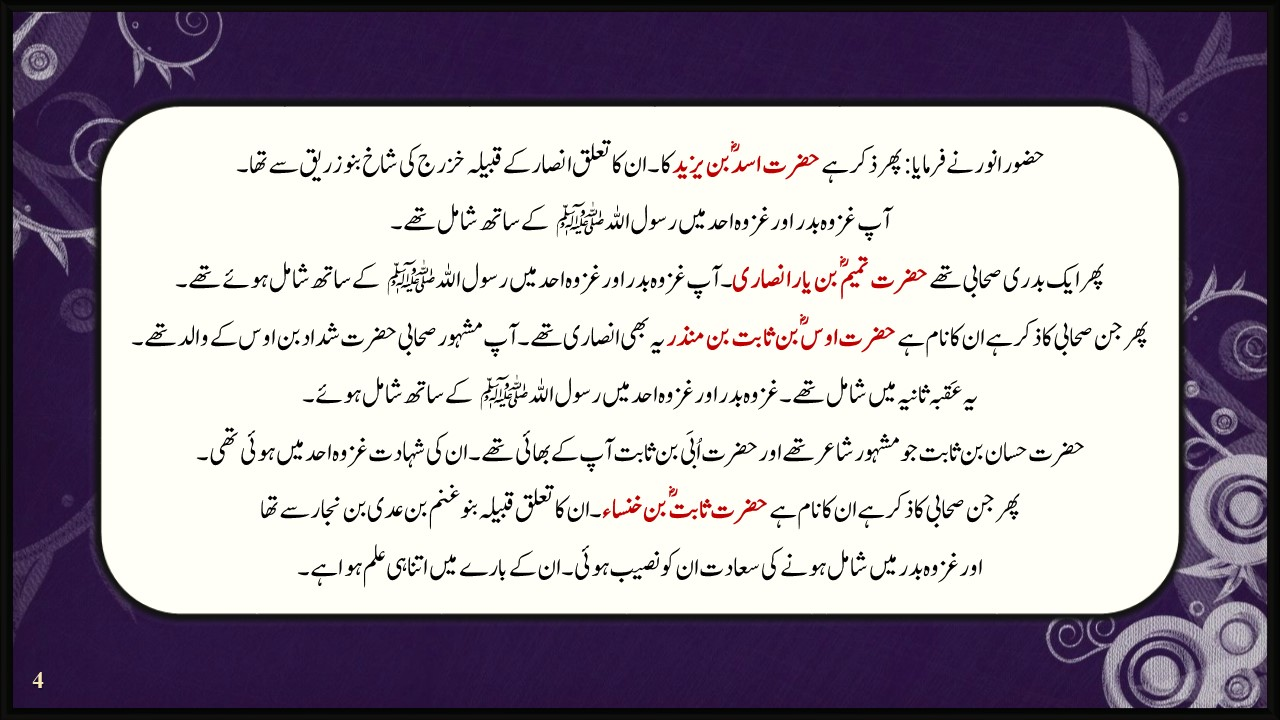 حضور انور نے فرمایا: پھر ذکر ہے حضرت اسدؓ بن یزید کا۔ ان کا تعلق انصار کے قبیلہ خزرج کی شاخ بنو زریق سے تھا۔
آپ غزوہ بدر اور غزوہ احد میں رسول اللہ ﷺ کے ساتھ شامل تھے۔
پھر ایک بدری صحابی تھے حضرت تمیمؓ بن یار انصاری۔ آپ غزوہ بدر اور غزوہ احد میں رسول اللہ ﷺ کے ساتھ شامل ہوئے تھے۔
پھر جن صحابی کا ذکر ہے ان کا نام ہے حضرت اوسؓ بن ثابت بن منذر یہ بھی انصاری تھے۔ آپ مشہور صحابی حضرت شداد بن اوس کے والد تھے۔
یہ عَقبہ ثانیہ میں شامل تھے۔ غزوہ بدر اور غزوہ احد میں رسول اللہ ﷺ کے ساتھ شامل ہوئے۔
حضرت حسان بن ثابت جو مشہور شاعر تھے اور حضرت اُبَی بن ثابت آپ کے بھائی تھے۔ ان کی شہادت غزوہ احد میں ہوئی تھی۔
پھر جن صحابی کا ذکر ہے ان کا نام ہے حضرت ثابتؓ بن خنساء۔ ان کا تعلق قبیلہ بنو غنم بن عدی بن نجار سے تھا
اور غزوہ بدر میں شامل ہونے کی سعادت ان کو نصیب ہوئی۔ ان کے بارے میں اتنا ہی علم ہوا ہے۔
4